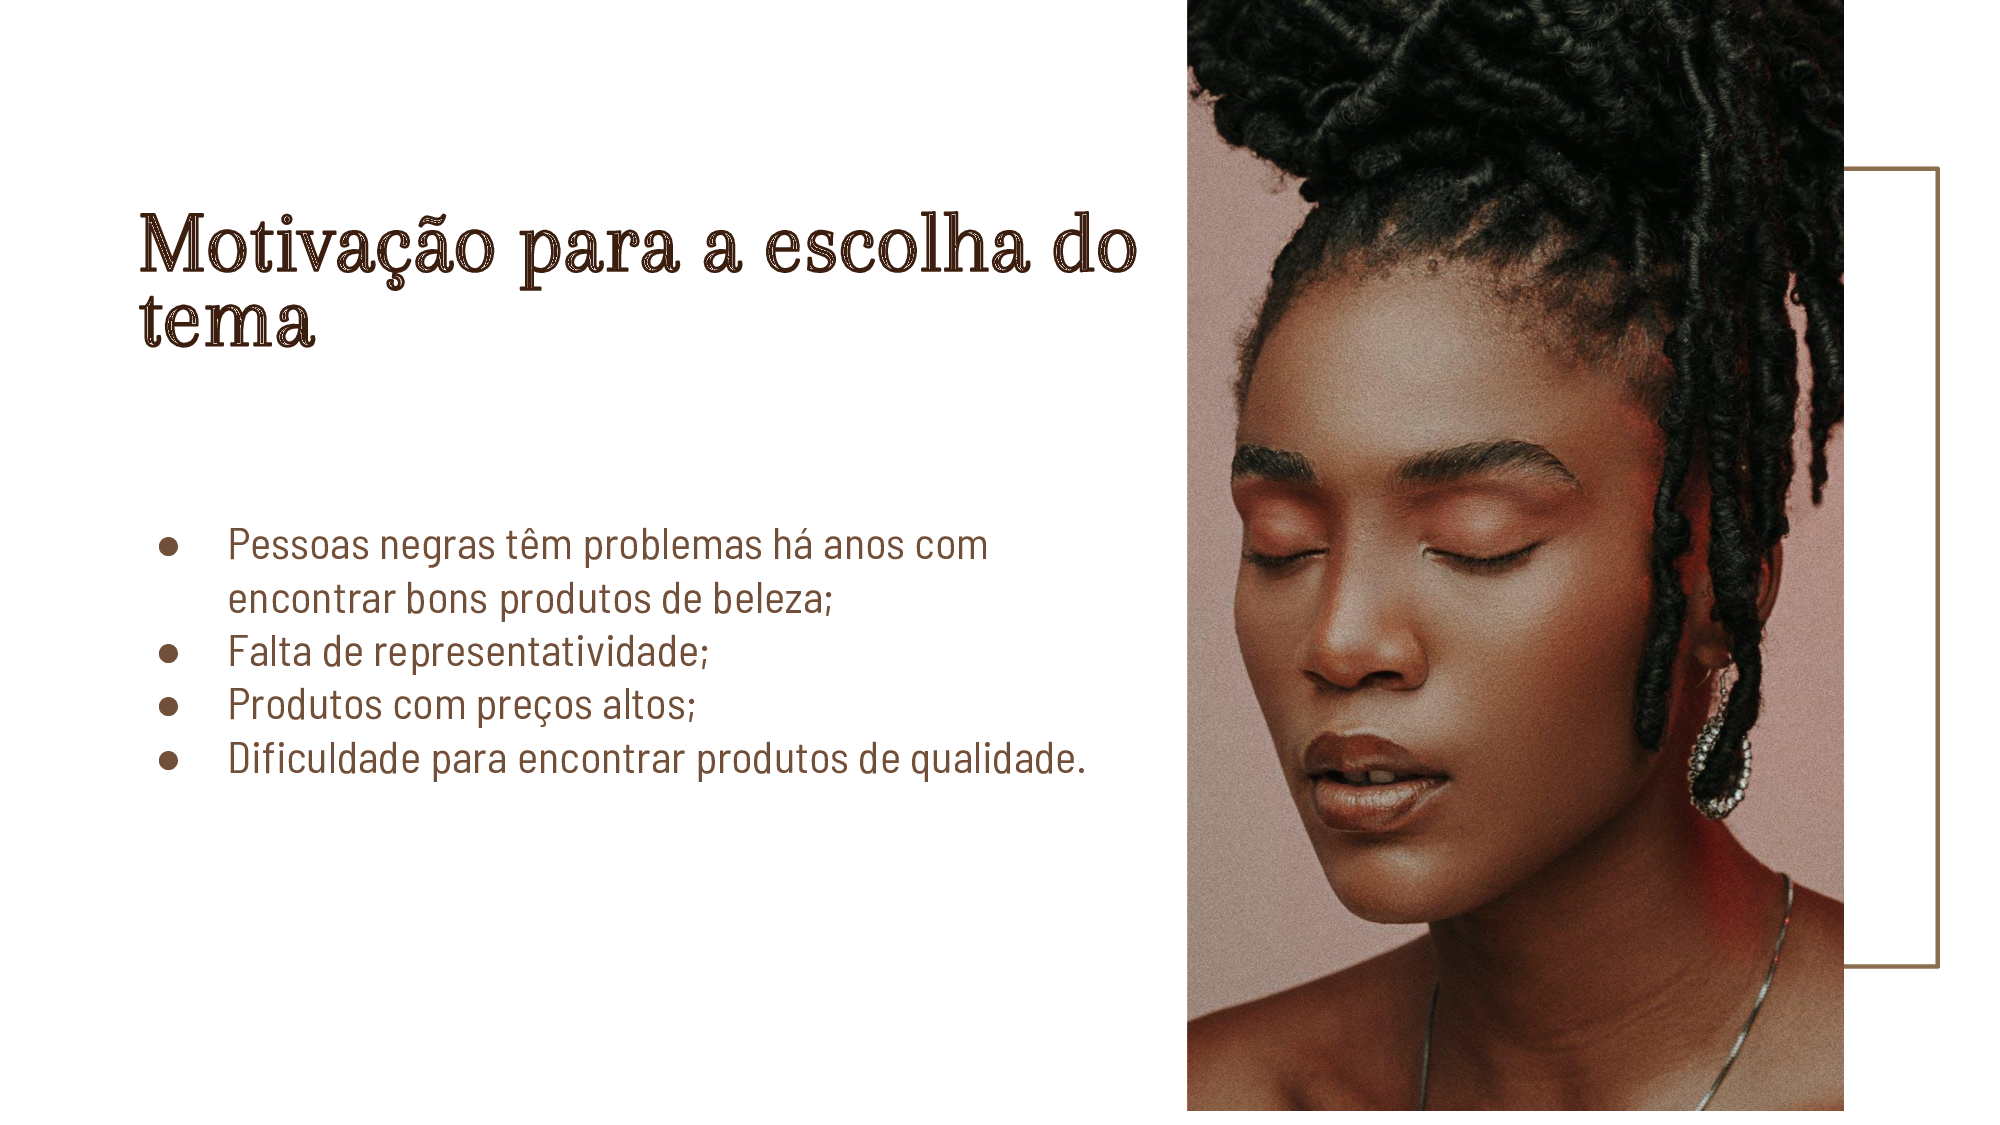 Motivação para a escolha do
tema
● Pessoas negras têm problemas há anos com
encontrar bons produtos de beleza;
● Falta de representatividade;
● Produtos com preços altos;
● Dificuldade para encontrar produtos de qualidade.